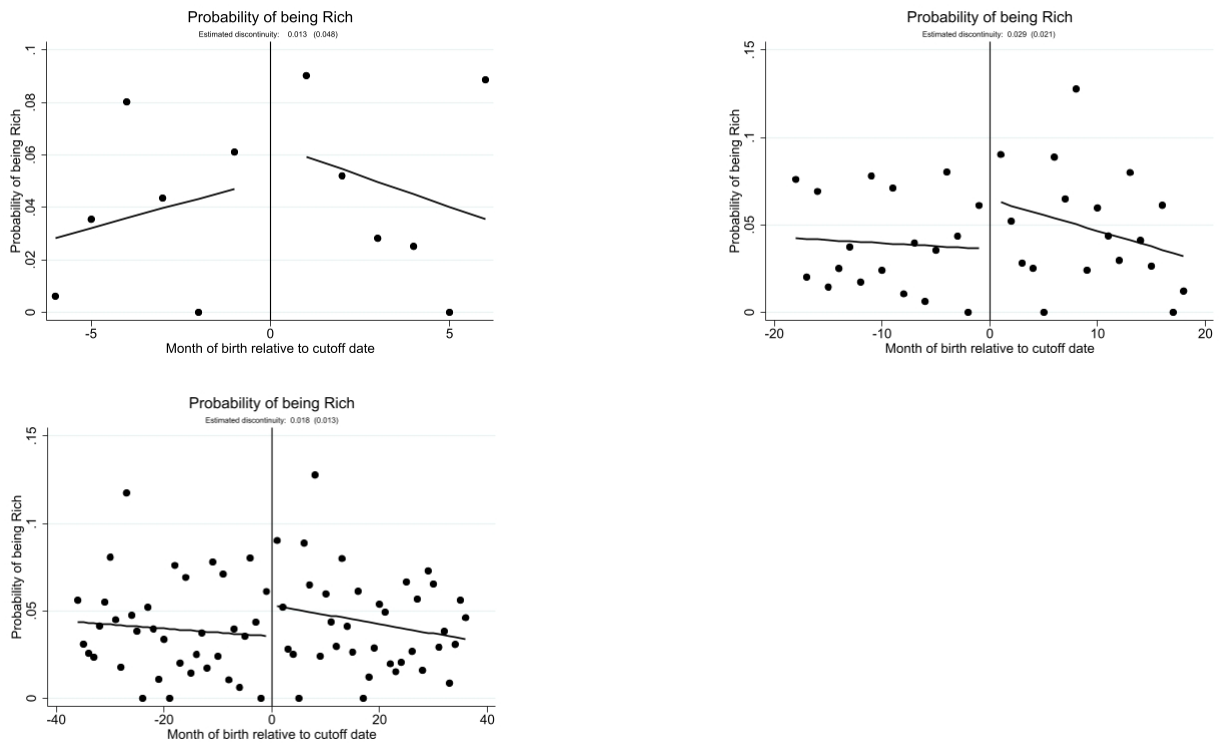 Probability of being Rich
Estimated discontinuity: 0.013 (0.048)
Probability of being Rich
.1
.08
.06
.04
.02
0
-5 0 5
Month of birth relative to cutoff date
Probability of being Rich
Estimated discontinuity: 0.029 (0.021)
Probability of being Rich
.15
.1
.05
0
-20 -10 0 10 20
Month of birth relative to cutoff date
Probability of being Rich
Estimated discontinuity: 0.018 (0.013)
Probability of being Rich
.15
.1
.05
0
-40 -20 0 20 40
Month of birth relative to cutoff date